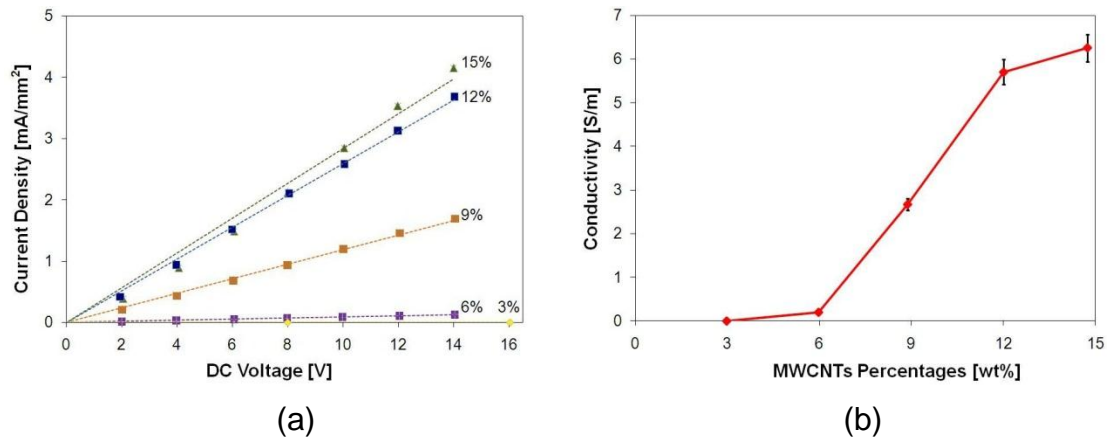 5
4
3
2
1
0
0 2 4 6 8 10 12 14 16
Current Density [mA/mm²]
DC Voltage [V]
15%
12%
9%
6% 3%
(a)
7
6
5
4
3
2
1
0
0 3 6 9 12 15
Conductivity [S/m]
MWCNTs Percentages [wt%]
(b)